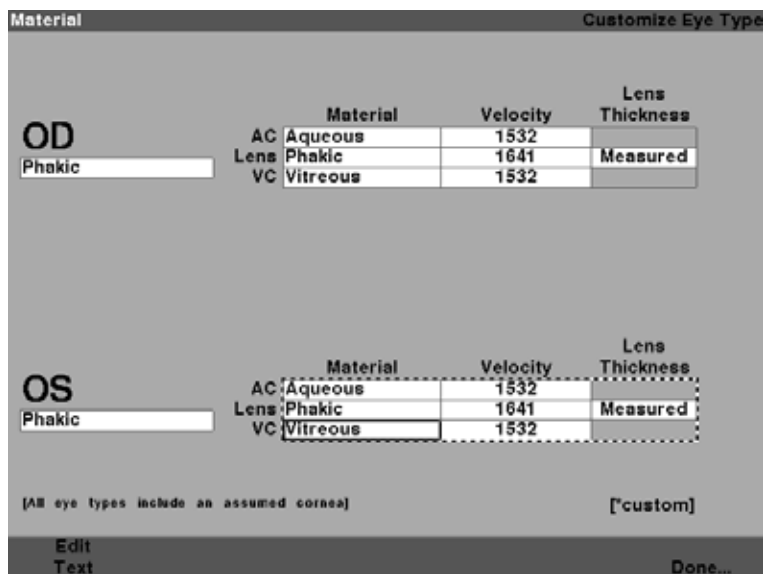 Material Customize Eye Type
Lens
Material Velocity Thickness
OD
AC Aqueous 1532
Phakic
Lens Phakic 1641 Measured
VC Vitreous 1532
Lens
Material Velocity Thickness
OS
AC Aqueous 1532
Phakic
Lens Phakic 1641 Measured
VC Vitreous 1532
[All eye types include an assumed cornea] [*custom]
Edit
Text Done...